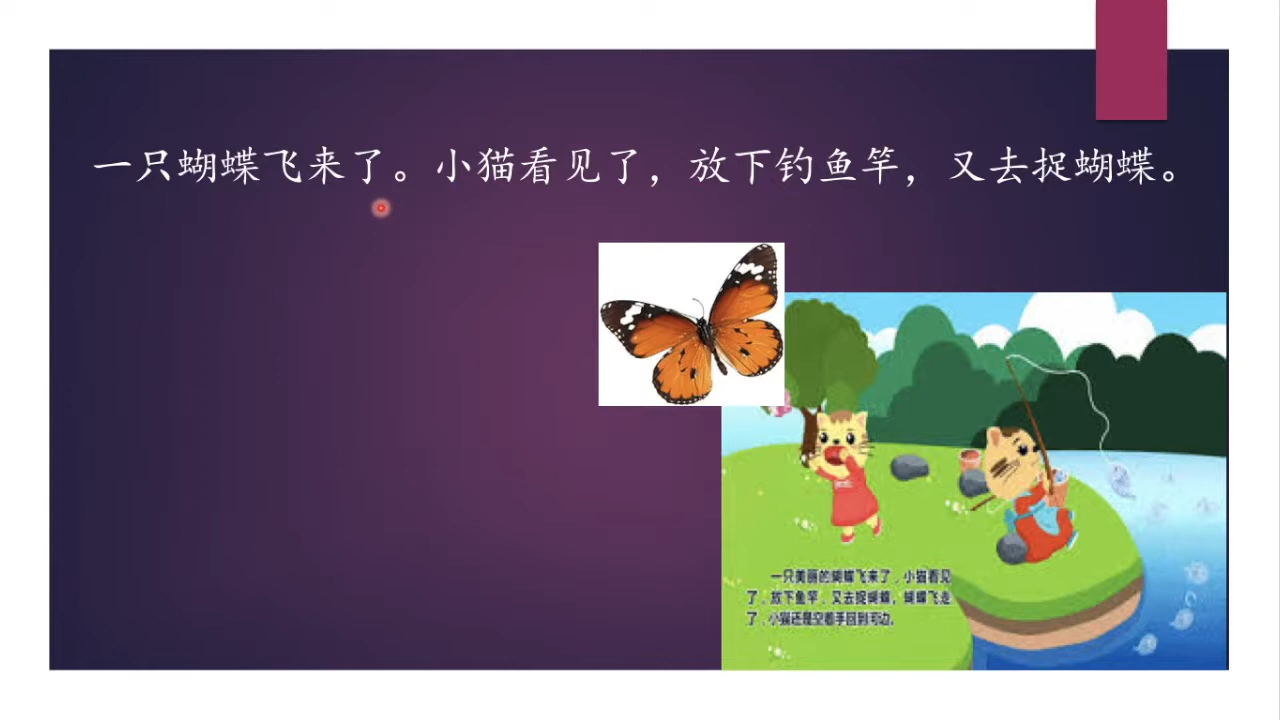 一只蝴蝶飞来了。小猫看见了，放下钓鱼竿，又去捉蝴蝶。
一只美丽的蝴蝶飞来了，小猫看见
了，放下鱼竿，又去捉蝴蝶，蝴蝶飞走
了，小猫还是空着手回到河边。